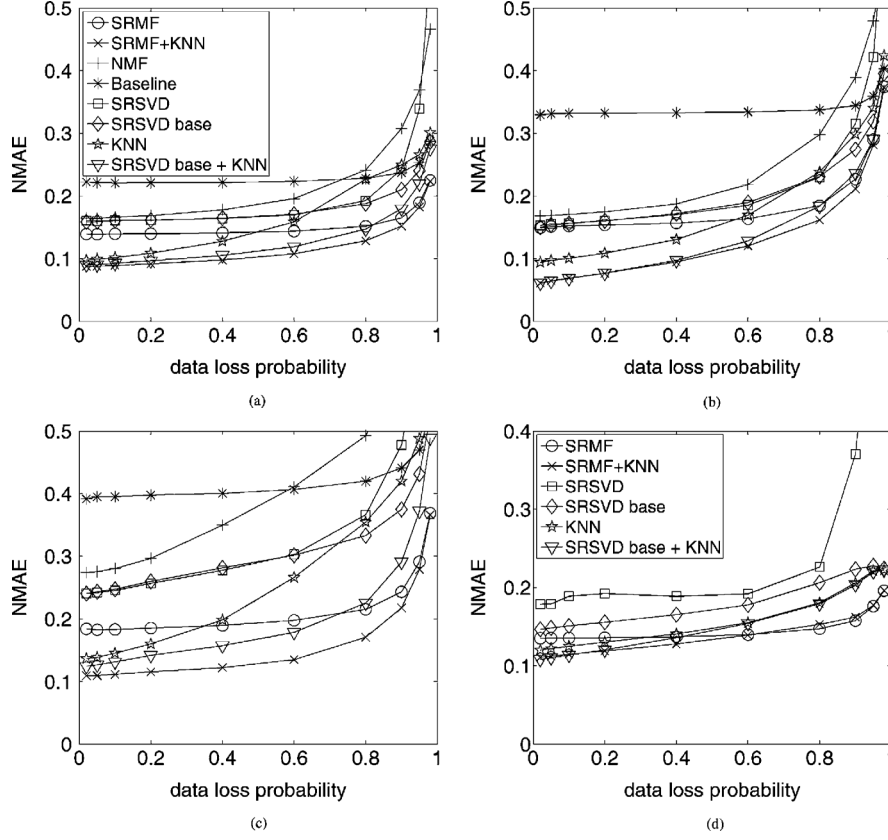 0.5
0.4
0.3
0.2
0.1
0
NMAE
SRMF
SRMF+KNN
NMF
Baseline
SRSVD
SRSVD base
KNN
SRSVD base + KNN
0 0.2 0.4 0.6 0.8 1
data loss probability
(a)
0.5
0.4
0.3
0.2
0.1
0
NMAE
0 0.2 0.4 0.6 0.8 1
data loss probability
(b)
0.5
0.4
0.3
0.2
0.1
0
NMAE
0 0.2 0.4 0.6 0.8 1
data loss probability
(c)
0.4
0.3
0.2
0.1
0
NMAE
SRMF
SRMF+KNN
SRSVD
SRSVD base
KNN
SRSVD base + KNN
0 0.2 0.4 0.6 0.8 1
data loss probability
(d)